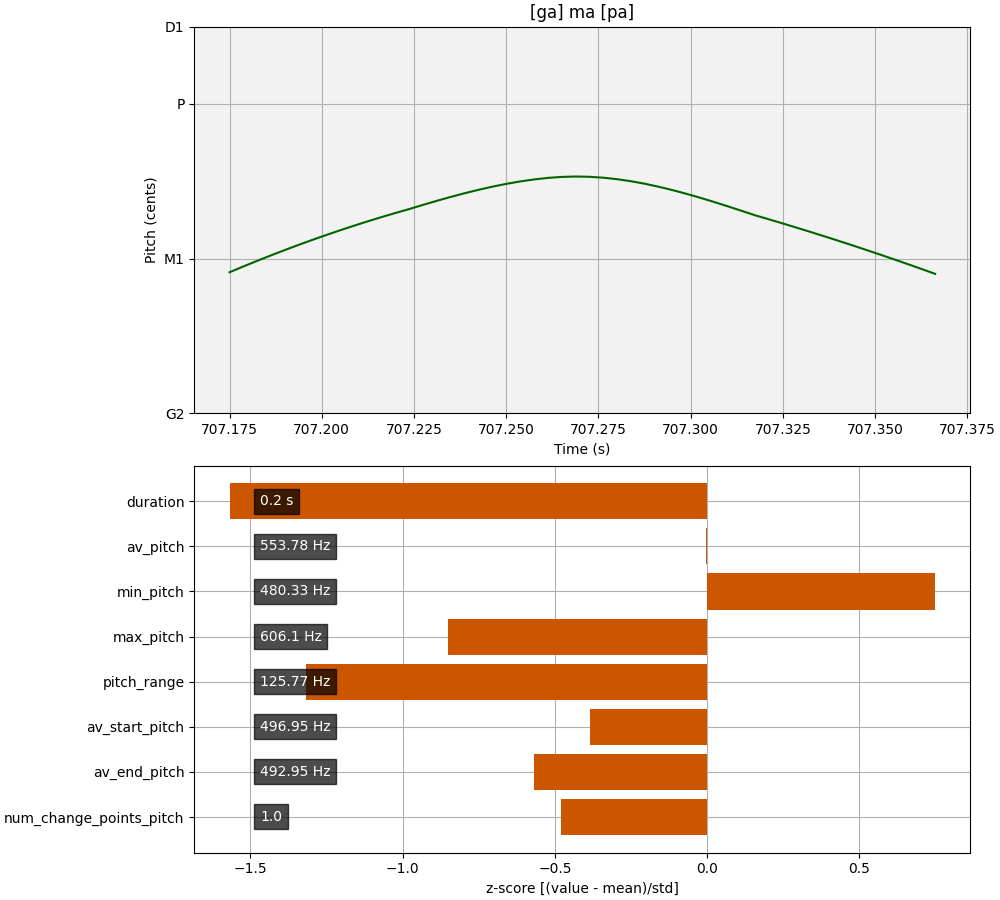 [ga] ma [pa]
D1
P
M1
G2
Pitch (cents)
707.175 707.200 707.225 707.250 707.275 707.300 707.325 707.350 707.375
Time (s)
duration 0.2 s
av_pitch 553.78 Hz
min_pitch 480.33 Hz
max_pitch 606.1 Hz
pitch_range 125.77 Hz
av_start_pitch 496.95 Hz
av_end_pitch 492.95 Hz
num_change_points_pitch 1.0
−1.5 −1.0 −0.5 0.0 0.5
z-score [(value - mean)/std]